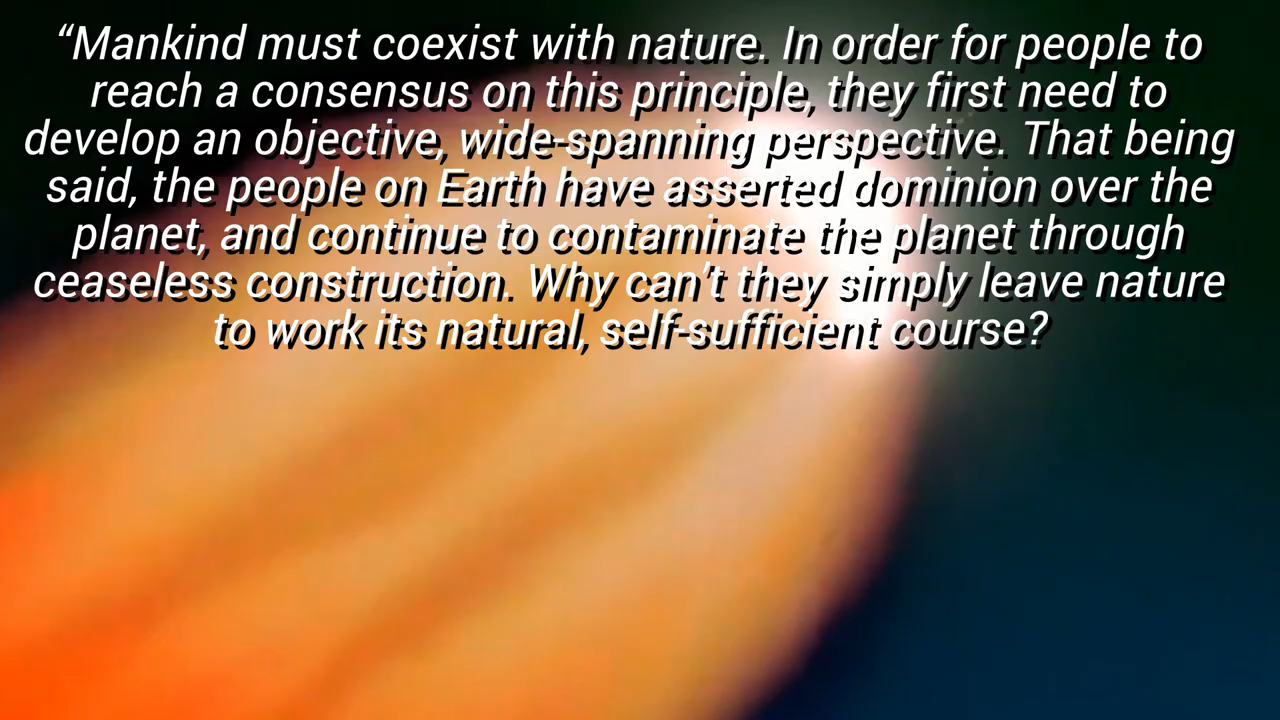 “Mankind must coexist with nature. In order for people to
reach a consensus on this principle, they first need to
develop an objective, wide-spanning perspective. That being
said, the people on Earth have asserted dominion over the
planet, and continue to contaminate the planet through
ceaseless construction. Why can’t they simply leave nature
to work its natural, self-sufficient course?